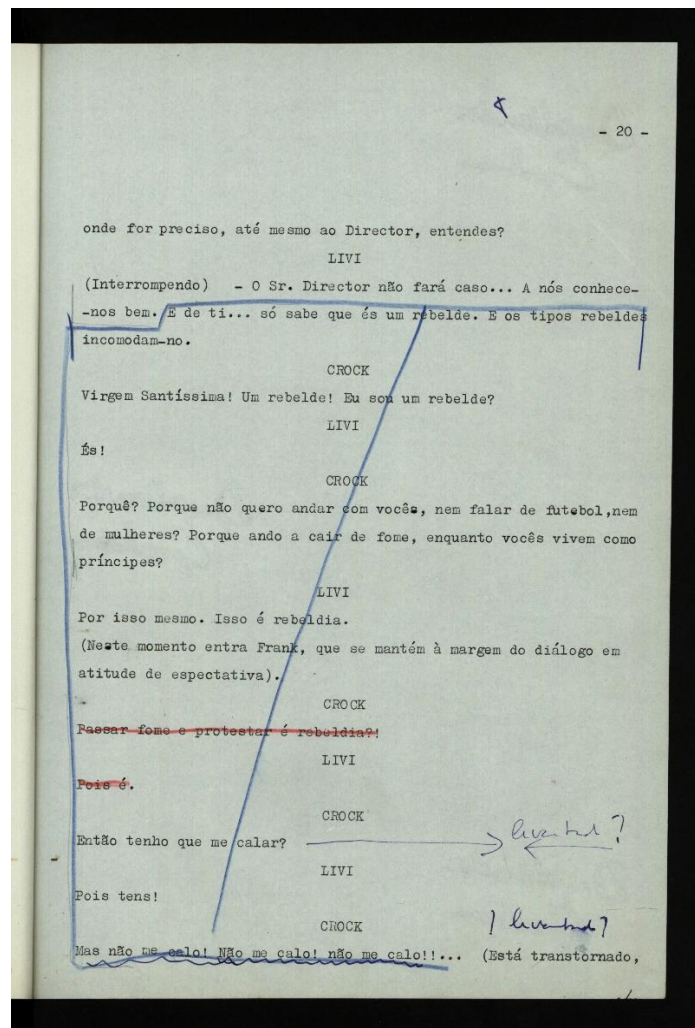 - 20 -
onde for preciso, até mesmo ao Director, entendes?
LIVI
(Interrompendo) - O Sr. Director não fará caso... A nós conhece-
-nos bem. E de ti... só sabe que és um rebelde. E os tipos rebeldes
incomodam-no.
CROCK
Virgem Santíssima! Um rebelde! Eu sou um rebelde?
LIVI
És!
CROCK
Porquê? Porque não quero andar com vocês, nem falar de futebol,nem
de mulheres? Porque ando a cair de fome, enquanto vocês vivem como
príncipes?
LIVI
Por isso mesmo. Isso é rebeldia.
(Neste momento entra Frank, que se mantém à margem do diálogo em
atitude de espectativa).
CROCK
Passar fome e protestar é rebeldia?!
LIVI
Pois é.
CROCK
Então tenho que me calar?
LIVI
Pois tens!
CROCK
Mas não me calo! Não me calo! não me calo!!... (Está transtornado,